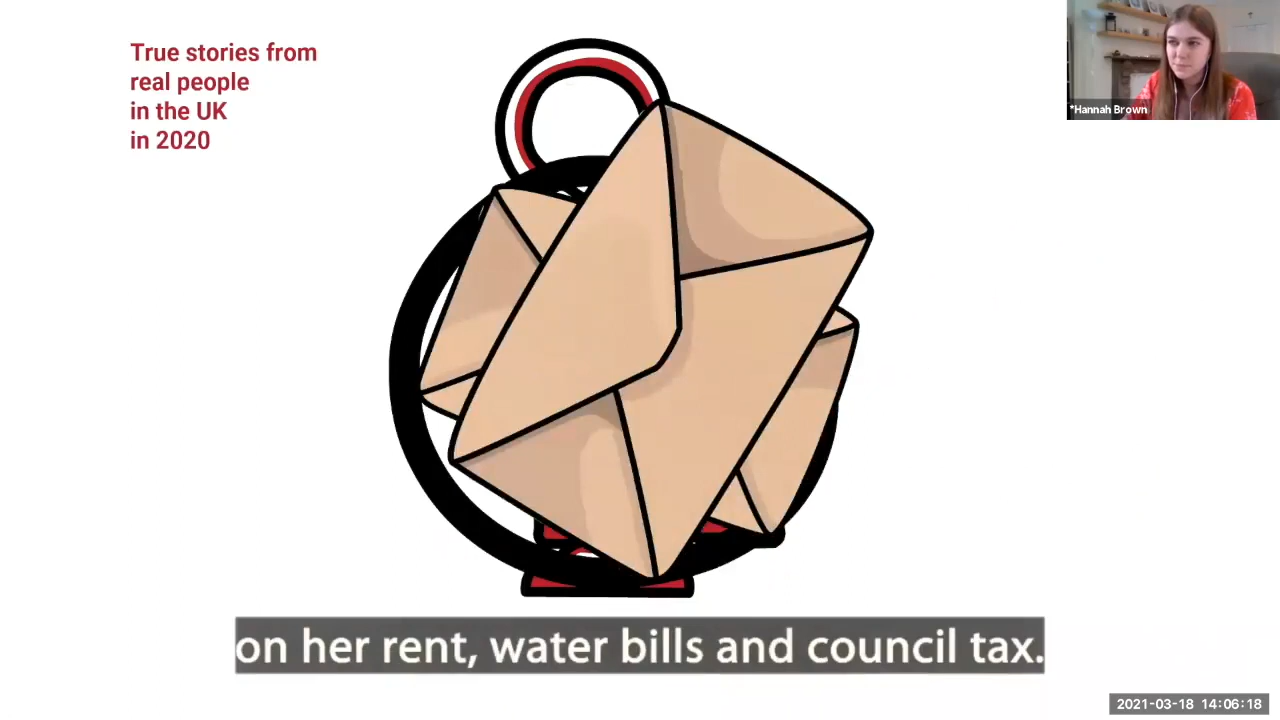 True stories from
real people
in the UK
in 2020
*Hannah Brown
on her rent, water bills and council tax.
2021-03-18 14:06:18